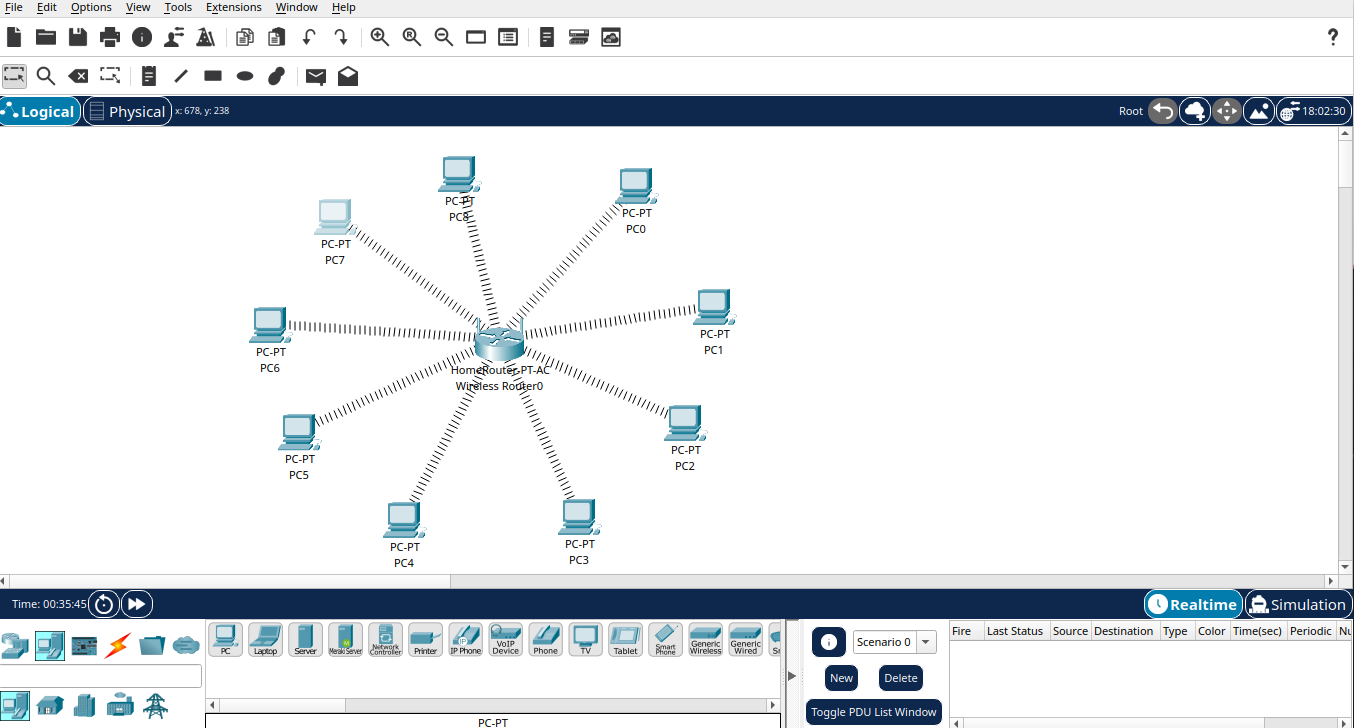 File Edit Options View Tools Extensions Window Help
Logical Physical x: 678, y: 238 Root 18:02:30
PC-PT
PC8
PC-PT
PC0
PC-PT
PC7
PC-PT
PC1
PC-PT
PC6
HomeRouter-PT-AC
Wireless Router0
PC-PT
PC2
PC-PT
PC5
PC-PT
PC3
PC-PT
PC4
Time: 00:35:45 Realtime Simulation
PC Laptop Server Meraki Server Network Controller Printer IP Phone VoIP Device Phone TV Tablet Smart Phone Generic Wireless Generic Wired
Scenario 0
New Delete
Toggle PDU List Window
Fire Last Status Source Destination Type Color Time(sec) Periodic
PC-PT